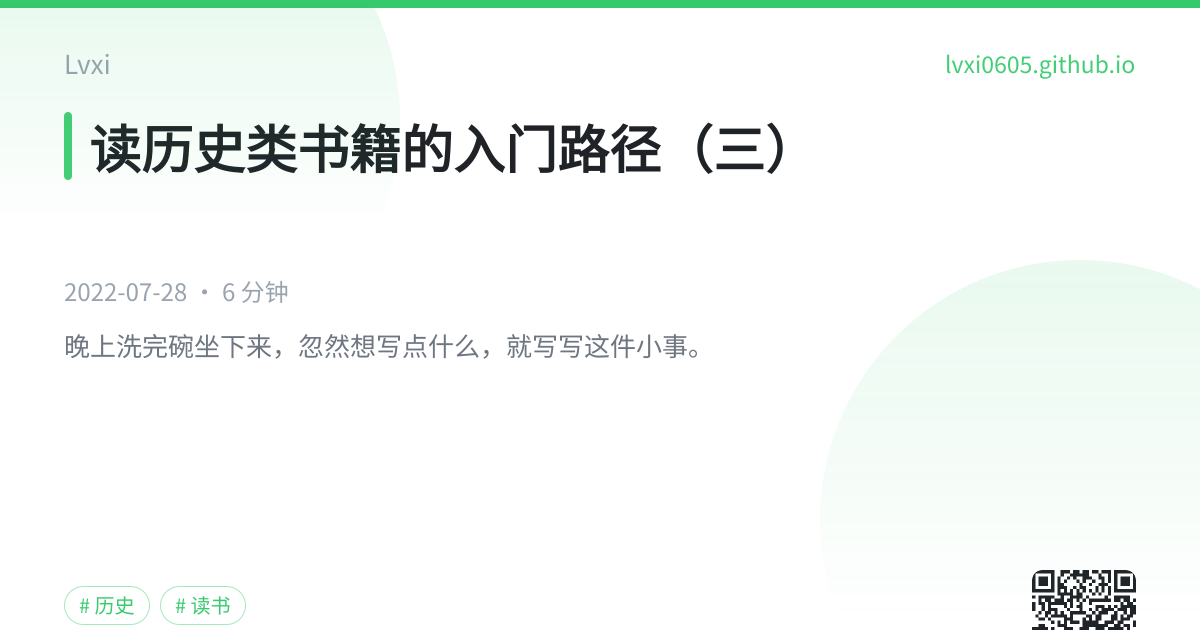 Lvxi
lvxi0605.github.io
读历史类书籍的入门路径（三）
2022-07-28 · 6 分钟
晚上洗完碗坐下来，忽然想写点什么，就写写这件小事。
# 历史
# 读书